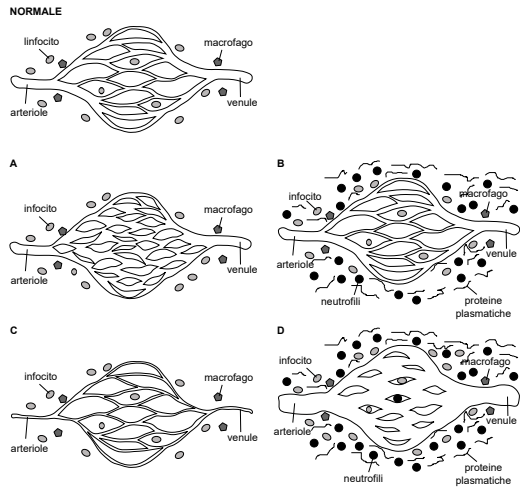 NORMALE
linfocito
macrofago
arteriole
venule
A
infocito
macrofago
arteriole
venule
B
infocito
macrofago
arteriole
venule
neutrofili
proteine
plasmatiche
C
infocito
macrofago
arteriole
venule
D
infocito
macrofago
arteriole
venule
neutrofili
proteine
plasmatiche